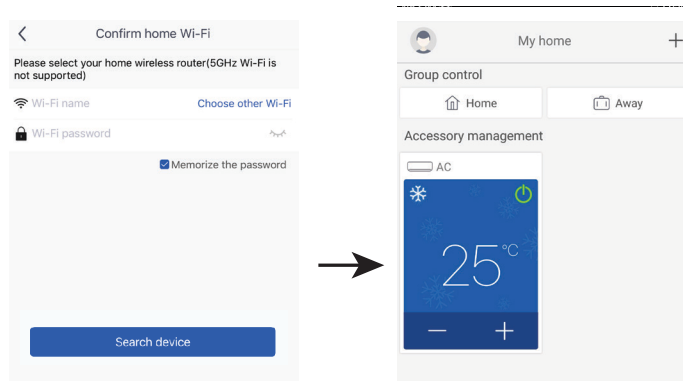 Confirm home Wi-Fi
Please select your home wireless router(5GHz Wi-Fi is
not supported)
Wi-Fi name
Choose other Wi-Fi
Wi-Fi password
Memorize the password
Search device
My home
Group control
Home
Away
Accessory management
AC
25°C